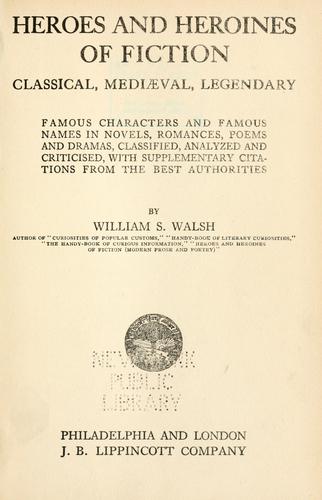 HEROES AND HEROINES
OF FICTION
CLASSICAL, MEDIÆVAL, LEGENDARY
FAMOUS CHARACTERS AND FAMOUS
NAMES IN NOVELS, ROMANCES, POEMS
AND DRAMAS, CLASSIFIED, ANALYZED AND
CRITICISED, WITH SUPPLEMENTARY CITA-
TIONS FROM THE BEST AUTHORITIES
BY
WILLIAM S. WALSH
AUTHOR OF "CURIOSITIES OF POPULAR CUSTOMS," "HANDY-BOOK OF LITERARY CURIOSITIES,"
"THE HANDY-BOOK OF CURIOUS INFORMATION," "HEROES AND HEROINES
OF FICTION (MODERN PROSE AND POETRY)"
PUBLIC
LIBRARY
PHILADELPHIA AND LONDON
J. B. LIPPINCOTT COMPANY